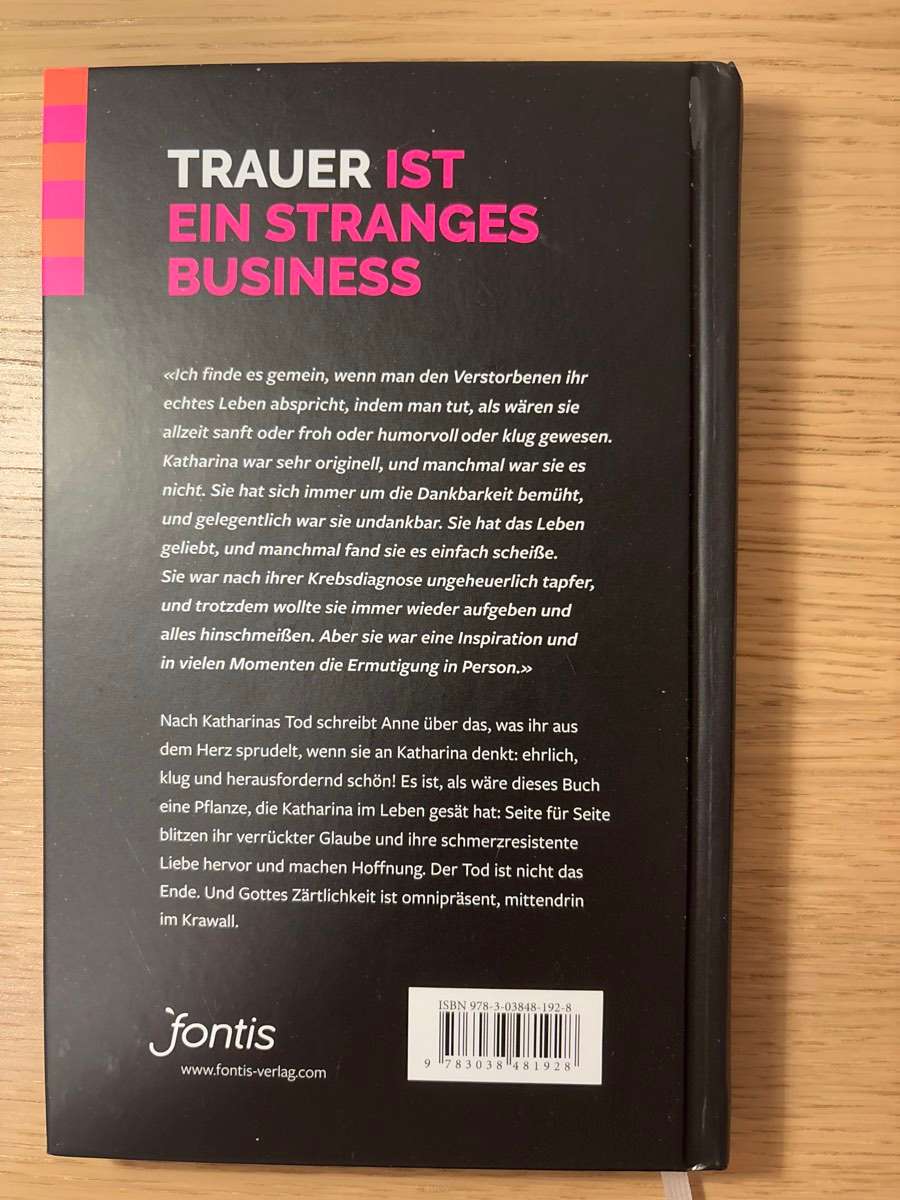 TRAUER IST
EIN STRANGES
BUSINESS
«Ich finde es gemein, wenn man den Verstorbenen ihr
echtes Leben abspricht, indem man tut, als wären sie
allzeit sanft oder froh oder humorvoll oder klug gewesen.
Katharina war sehr originell, und manchmal war sie es
nicht. Sie hat sich immer um die Dankbarkeit bemüht,
und gelegentlich war sie undankbar. Sie hat das Leben
geliebt, und manchmal fand sie es einfach scheiße.
Sie war nach ihrer Krebsdiagnose ungeheuerlich tapfer,
und trotzdem wollte sie immer wieder aufgeben und
alles hinschmeißen. Aber sie war eine Inspiration und
in vielen Momenten die Ermutigung in Person.»
Nach Katharinas Tod schreibt Anne über das, was ihr aus
dem Herz sprudelt, wenn sie an Katharina denkt: ehrlich,
klug und herausfordernd schön! Es ist, als wäre dieses Buch
eine Pflanze, die Katharina im Leben gesät hat: Seite für Seite
blitzen ihr verrückter Glaube und ihre schmerzresistente
Liebe hervor und machen Hoffnung. Der Tod ist nicht das
Ende. Und Gottes Zärtlichkeit ist omnipräsent, mittendrin
im Krawall.
fontis
www.fontis-verlag.com
ISBN 978-3-03848-192-8
9 783038 481928